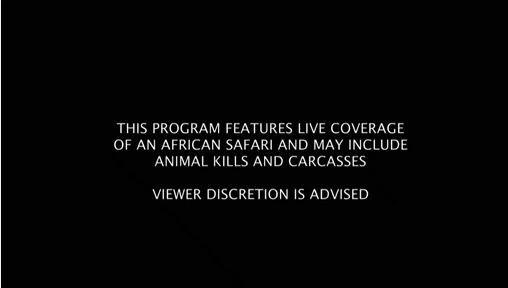 THIS PROGRAM FEATURES LIVE COVERAGE
OF AN AFRICAN SAFARI AND MAY INCLUDE
ANIMAL KILLS AND CARCASSES
VIEWER DISCRETION IS ADVISED